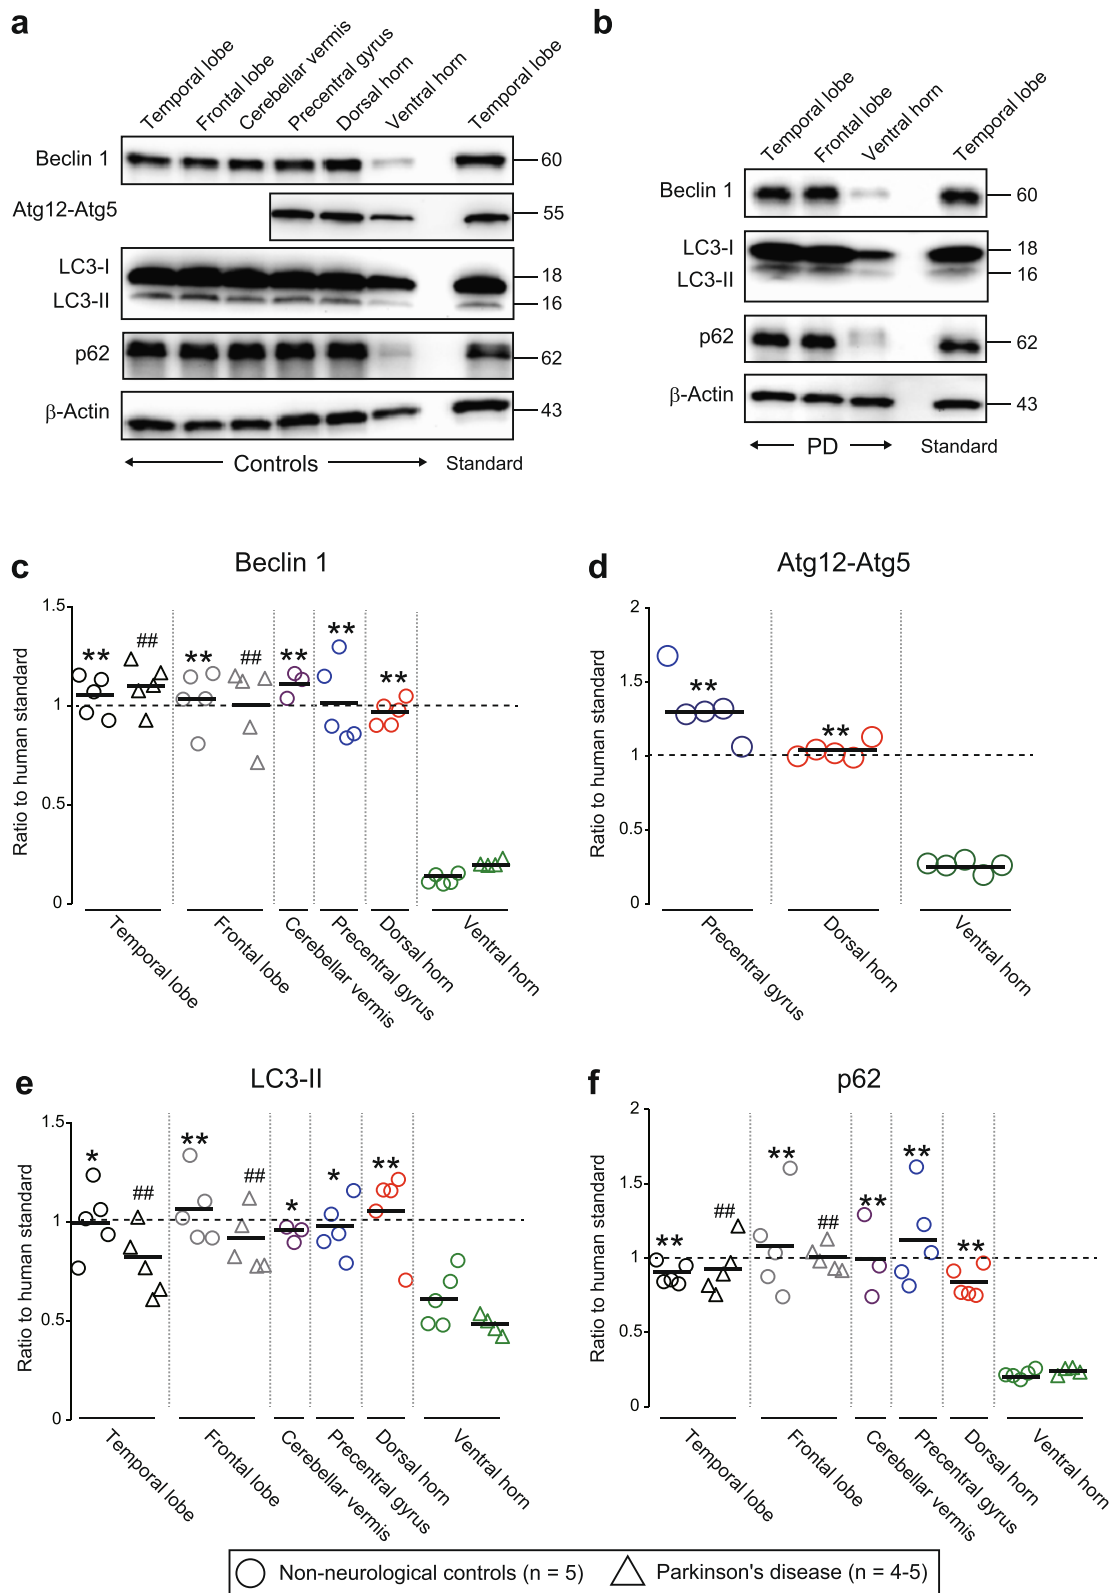 a
Temporal lobe
Frontal lobe
Cerebellar vermis
Precentral gyrus
Dorsal horn
Ventral horn
Temporal lobe
Beclin 1
60
Atg12-Atg5
55
LC3-I
18
LC3-II
16
p62
62
β-Actin
43
Controls
Standard
b
Temporal lobe
Frontal lobe
Ventral horn
Temporal lobe
Beclin 1
60
LC3-I
18
LC3-II
16
p62
62
β-Actin
43
PD
Standard
c
Beclin 1
Ratio to human standard
1.5
1
0.5
0
**
##
**
##
**
**
**
Temporal lobe
Frontal lobe
Cerebellar vermis
Precentral gyrus
Dorsal horn
Ventral horn
d
Atg12-Atg5
Ratio to human standard
2
1.5
1
0.5
0
**
**
Precentral gyrus
Dorsal horn
Ventral horn
e
LC3-II
Ratio to human standard
1.5
1
0.5
0
*
##
**
##
*
*
**
Temporal lobe
Frontal lobe
Cerebellar vermis
Precentral gyrus
Dorsal horn
Ventral horn
f
p62
Ratio to human standard
2
1.5
1
0.5
0
**
##
**
##
**
**
**
Temporal lobe
Frontal lobe
Cerebellar vermis
Precentral gyrus
Dorsal horn
Ventral horn
Non-neurological controls (n = 5)
Parkinson's disease (n = 4-5)